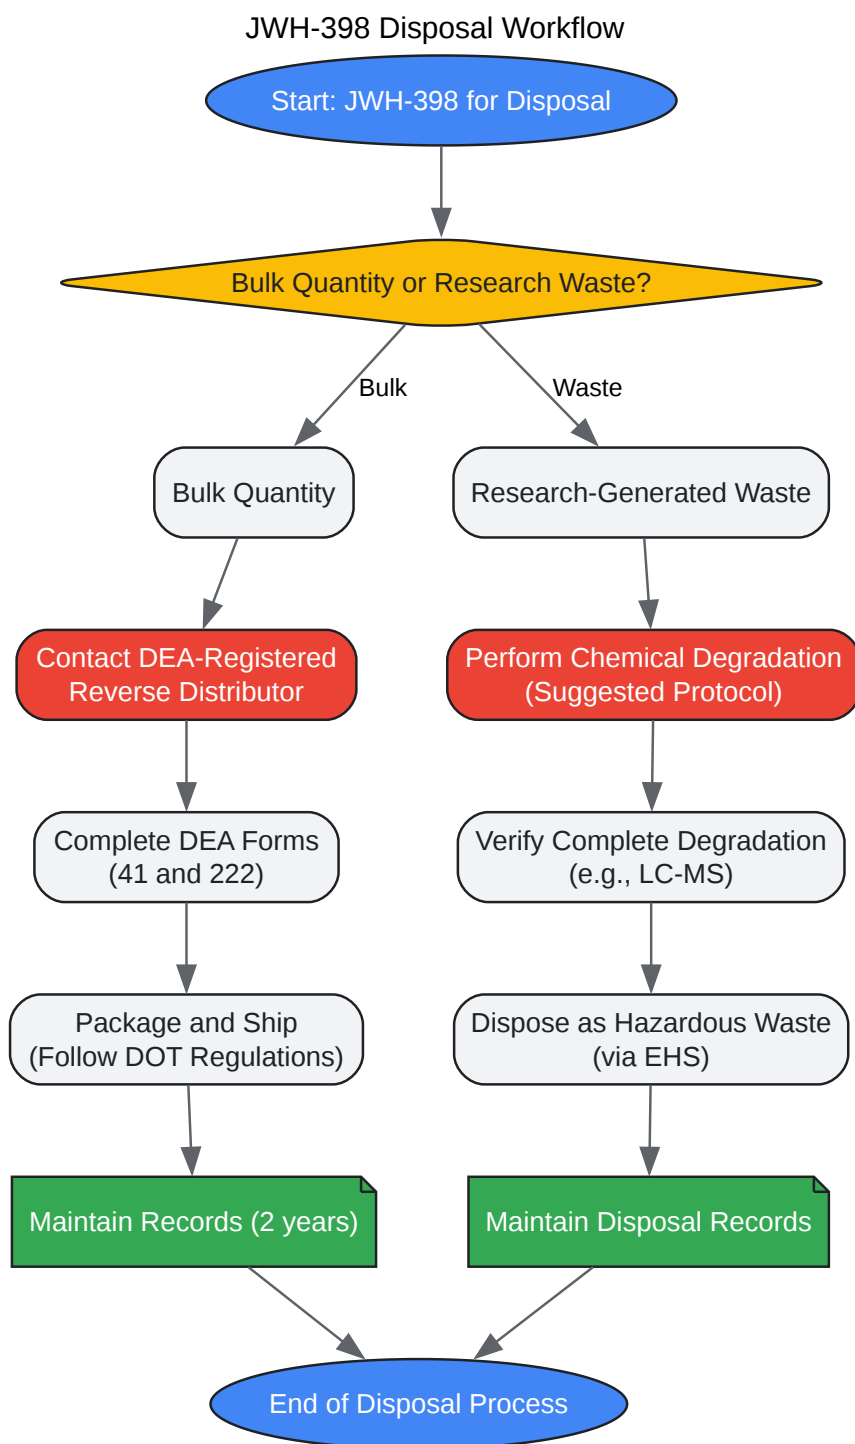 JWH-398 Disposal Workflow
Start: JWH-398 for Disposal
Bulk Quantity or Research Waste?
Bulk
Waste
Bulk Quantity
Research-Generated Waste
Contact DEA-Registered
Reverse Distributor
Perform Chemical Degradation
(Suggested Protocol)
Complete DEA Forms
(41 and 222)
Verify Complete Degradation
(e.g., LC-MS)
Package and Ship
(Follow DOT Regulations)
Dispose as Hazardous Waste
(via EHS)
Maintain Records (2 years)
Maintain Disposal Records
End of Disposal Process